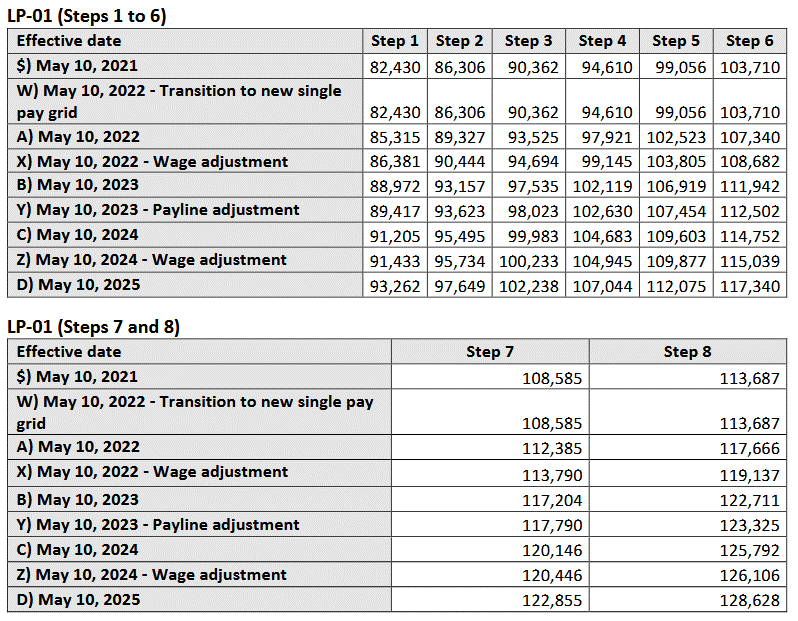 LP-01 (Steps 1 to 6)
Effective date Step 1 Step 2 Step 3 Step 4 Step 5 Step 6
$) May 10, 2021 82,430 86,306 90,362 94,610 99,056 103,710
W) May 10, 2022 - Transition to new single
pay grid 82,430 86,306 90,362 94,610 99,056 103,710
A) May 10, 2022 85,315 89,327 93,525 97,921 102,523 107,340
X) May 10, 2022 - Wage adjustment 86,381 90,444 94,694 99,145 103,805 108,682
B) May 10, 2023 88,972 93,157 97,535 102,119 106,919 111,942
Y) May 10, 2023 - Payline adjustment 89,417 93,623 98,023 102,630 107,454 112,502
C) May 10, 2024 91,205 95,495 99,983 104,683 109,603 114,752
Z) May 10, 2024 - Wage adjustment 91,433 95,734 100,233 104,945 109,877 115,039
D) May 10, 2025 93,262 97,649 102,238 107,044 112,075 117,340
LP-01 (Steps 7 and 8)
Effective date Step 7 Step 8
$) May 10, 2021 108,585 113,687
W) May 10, 2022 - Transition to new single pay
grid 108,585 113,687
A) May 10, 2022 112,385 117,666
X) May 10, 2022 - Wage adjustment 113,790 119,137
B) May 10, 2023 117,204 122,711
Y) May 10, 2023 - Payline adjustment 117,790 123,325
C) May 10, 2024 120,146 125,792
Z) May 10, 2024 - Wage adjustment 120,446 126,106
D) May 10, 2025 122,855 128,628